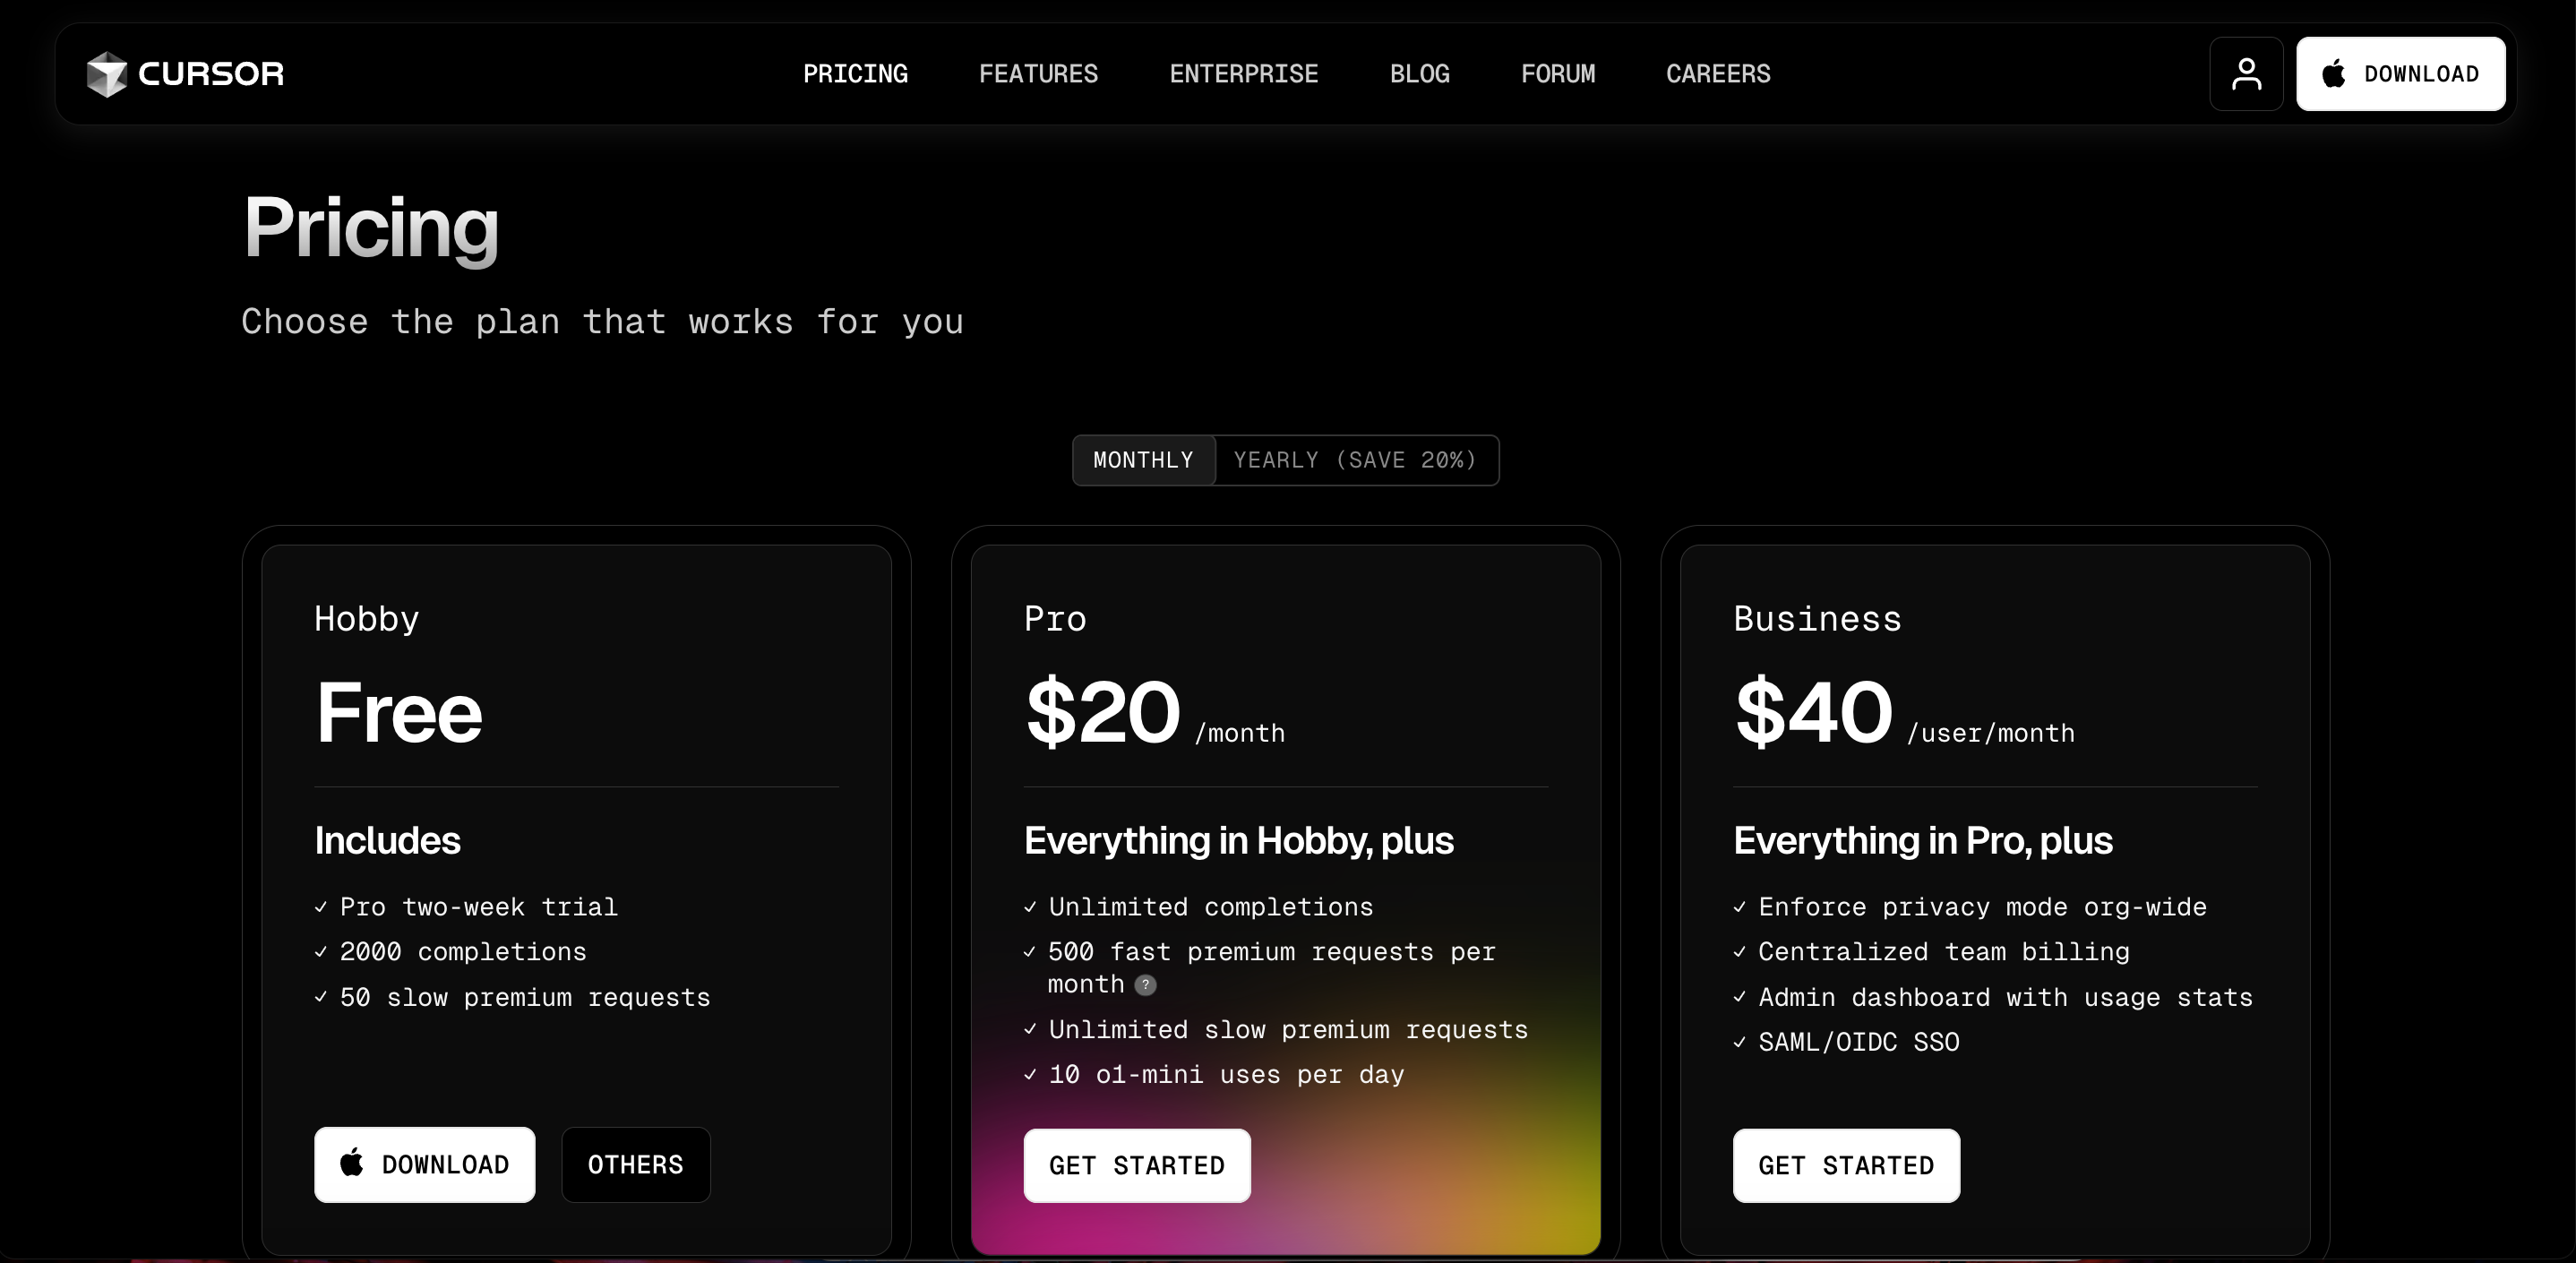 CURSOR
PRICING
FEATURES
ENTERPRISE
BLOG
FORUM
CAREERS
DOWNLOAD
Pricing
Choose the plan that works for you
MONTHLY
YEARLY (SAVE 20%)
Hobby
Free
Includes
✓ Pro two-week trial
✓ 2000 completions
✓ 50 slow premium requests
DOWNLOAD
OTHERS
Pro
$20 /month
Everything in Hobby, plus
✓ Unlimited completions
✓ 500 fast premium requests per
month ?
✓ Unlimited slow premium requests
✓ 10 o1-mini uses per day
GET STARTED
Business
$40 /user/month
Everything in Pro, plus
✓ Enforce privacy mode org-wide
✓ Centralized team billing
✓ Admin dashboard with usage stats
✓ SAML/OIDC SSO
GET STARTED